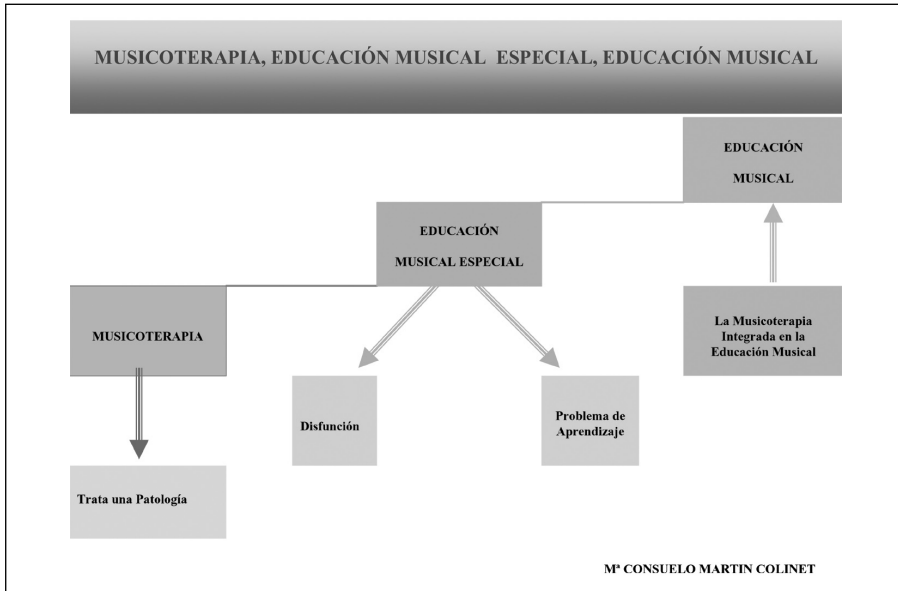 MUSICOTERAPIA, EDUCACIÓN MUSICAL ESPECIAL, EDUCACIÓN MUSICAL
EDUCACIÓN
MUSICAL
EDUCACIÓN
MUSICAL ESPECIAL
MUSICOTERAPIA
La Musicoterapia
Integrada en la
Educación Musical
Disfunción
Problema de
Aprendizaje
Trata una Patología
Mª CONSUELO MARTIN COLINET